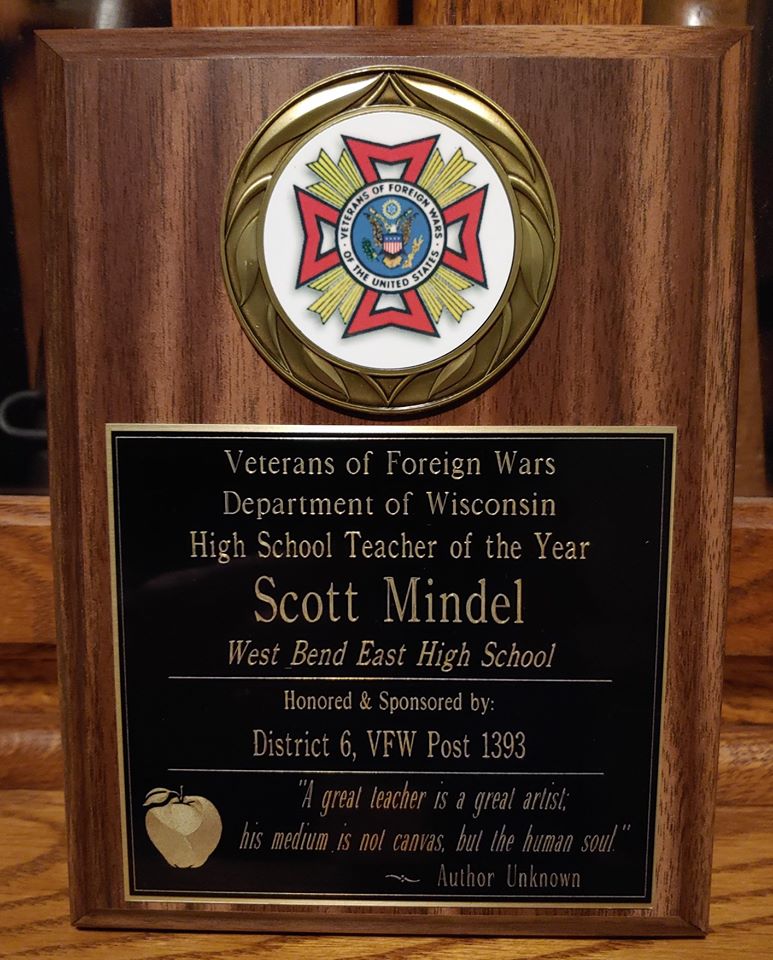 VETERANS OF FOREIGN WARS
OF THE UNITED STATES
Veterans of Foreign Wars
Department of Wisconsin
High School Teacher of the Year
Scott Mindel
West Bend East High School
Honored & Sponsored by:
District 6, VFW Post 1393
"A great teacher is a great artist;
his medium is not canvas, but the human soul."
Author Unknown